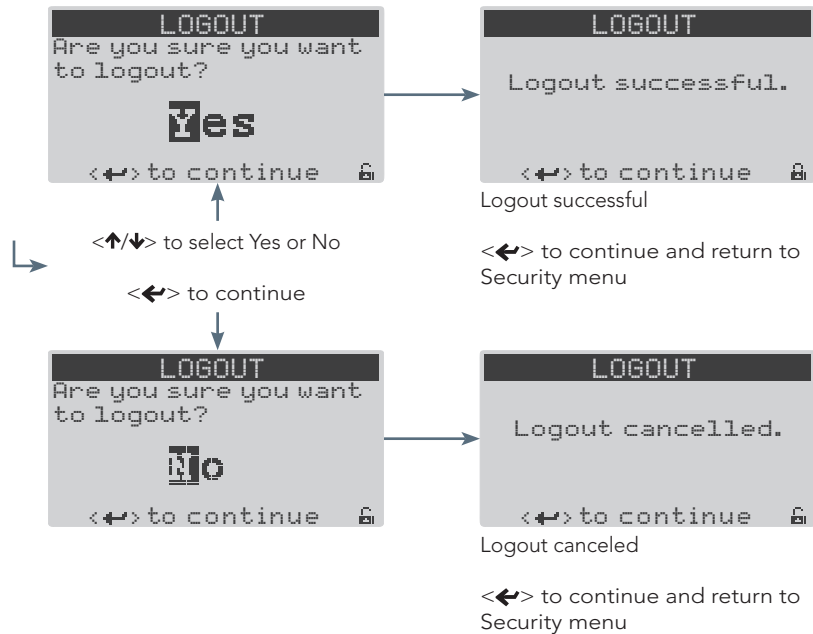 LOGOUT
Are you sure you want
to logout?
Yes
<↵> to continue
LOGOUT
Logout successful.
<↵> to continue
Logout successful
<↵> to continue and return to
Security menu
<↑/↓> to select Yes or No
<↵> to continue
LOGOUT
Are you sure you want
to logout?
No
<↵> to continue
LOGOUT
Logout cancelled.
<↵> to continue
Logout canceled
<↵> to continue and return to
Security menu